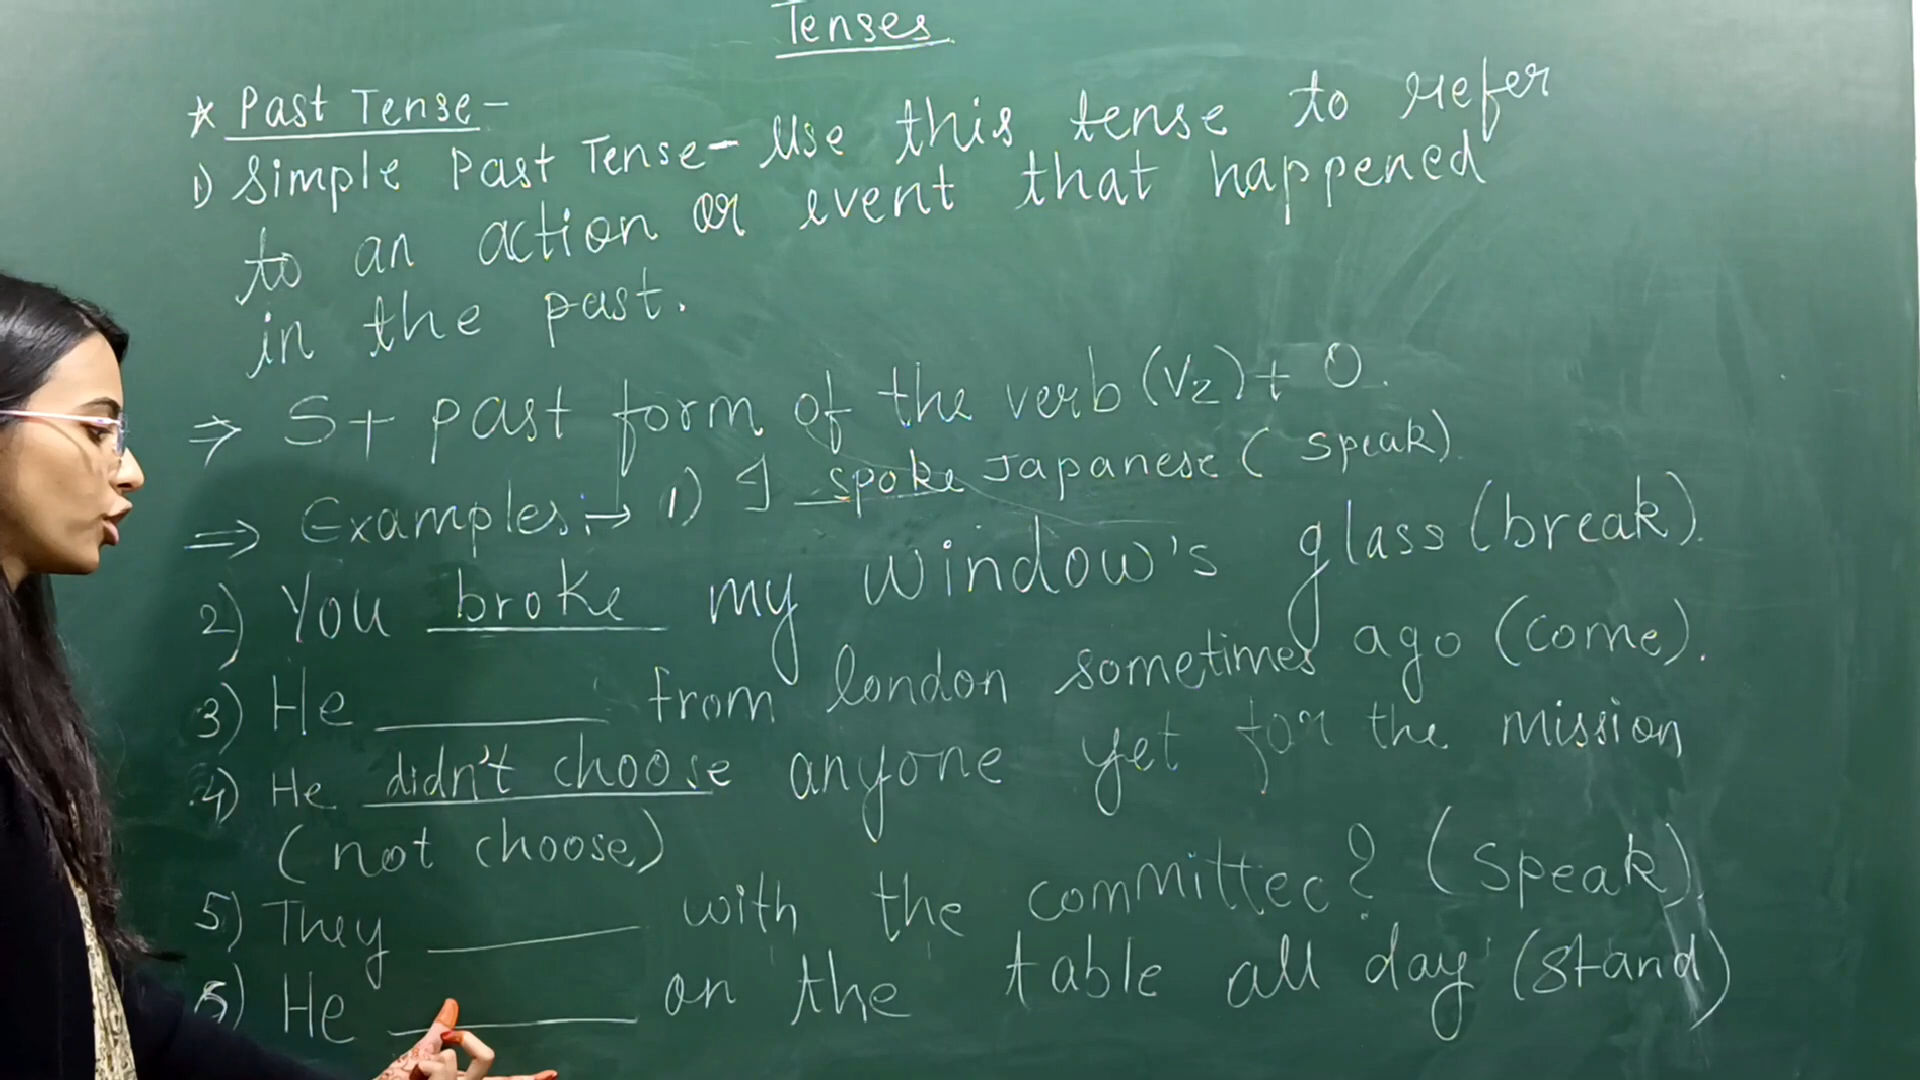 Tenses
* Past Tense-
1) Simple Past Tense- Use this tense to refer
to an action or event that happened
in the past.
⇒ S+ past form of the verb (V2) + O.
⇒ Examples:→ 1) I spoke Japanese (speak).
2) You broke my window's glass (break).
3) He ______ from london sometimes ago (come).
4) He didn't choose anyone yet for the mission
(not choose)
5) They ______ with the committee? (speak).
6) He ______ on the table all day (stand)